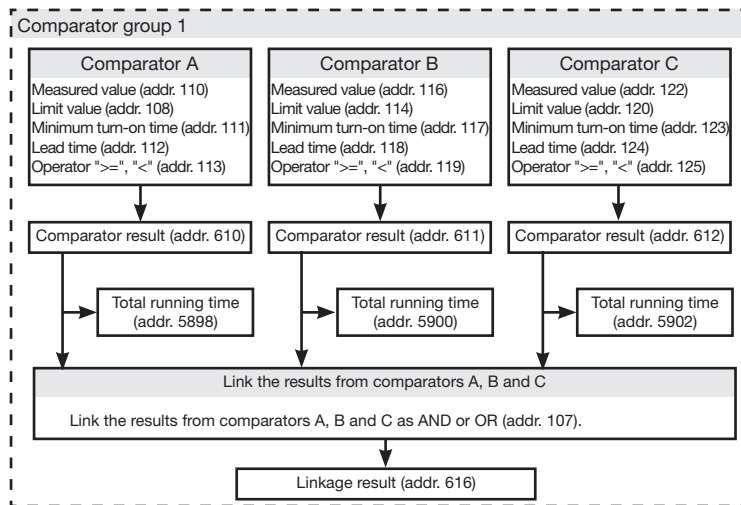 Comparator group 1
Comparator A
Measured value (addr. 110)
Limit value (addr. 108)
Minimum turn-on time (addr. 111)
Lead time (addr. 112)
Operator ">=", "<" (addr. 113)
Comparator B
Measured value (addr. 116)
Limit value (addr. 114)
Minimum turn-on time (addr. 117)
Lead time (addr. 118)
Operator ">=", "<" (addr. 119)
Comparator C
Measured value (addr. 122)
Limit value (addr. 120)
Minimum turn-on time (addr. 123)
Lead time (addr. 124)
Operator ">=", "<" (addr. 125)
Comparator result (addr. 610)
Comparator result (addr. 611)
Comparator result (addr. 612)
Total running time
(addr. 5898)
Total running time
(addr. 5900)
Total running time
(addr. 5902)
Link the results from comparators A, B and C
Link the results from comparators A, B and C as AND or OR (addr. 107).
Linkage result (addr. 616)